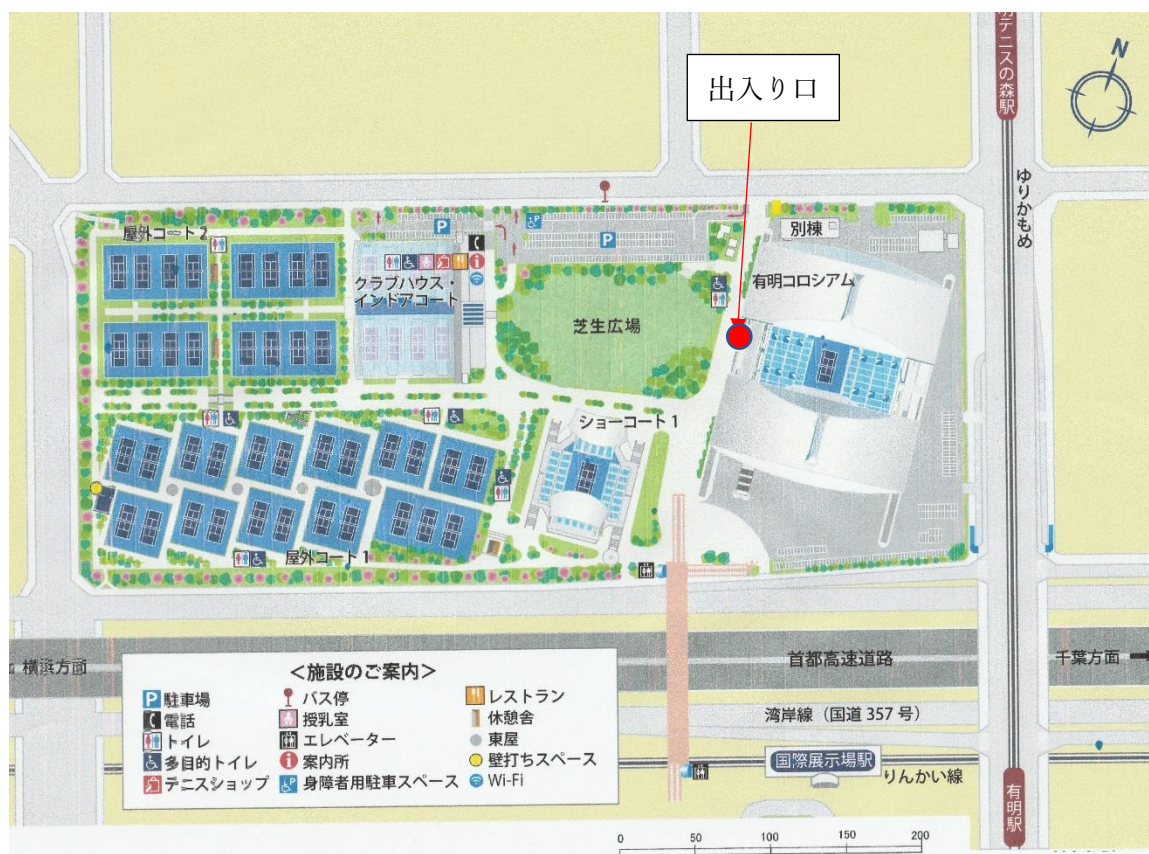 出入り口
N
明テニスの森駅
ゆりかもめ
屋外コート2
P
P
P
別棟
クラブハウス・
インドアコート
有明コロシアム
芝生広場
ショーコート1
屋外コート1
横浜方面
首都高速道路
千葉方面
湾岸線（国道357号）
国際展示場駅
りんかい線
有明駅
＜施設のご案内＞
P 駐車場
電話
トイレ
多目的トイレ
テニスショップ
バス停
授乳室
エレベーター
案内所
P 身障者用駐車スペース
レストラン
休憩舎
東屋
壁打ちスペース
Wi-Fi
0 50 100 150 200